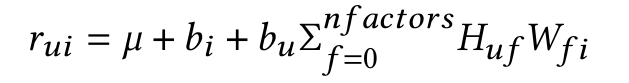 r_{ui} = μ + b_i + b_u Σ_{f=0}^{nfactors} H_{uf} W_{fi}